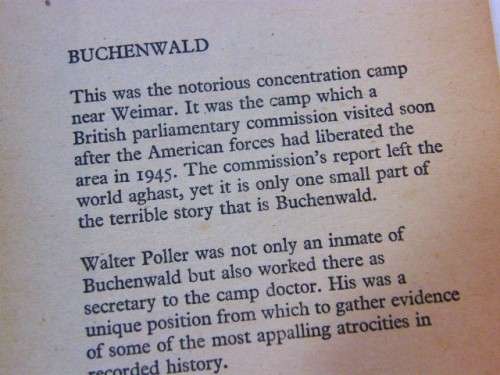 BUCHENWALD
This was the notorious concentration camp
near Weimar. It was the camp which a
British parliamentary commission visited soon
after the American forces had liberated the
area in 1945. The commission's report left the
world aghast, yet it is only one small part of
the terrible story that is Buchenwald.
Walter Poller was not only an inmate of
Buchenwald but also worked there as
secretary to the camp doctor. His was a
unique position from which to gather evidence
of some of the most appalling atrocities in
recorded history.